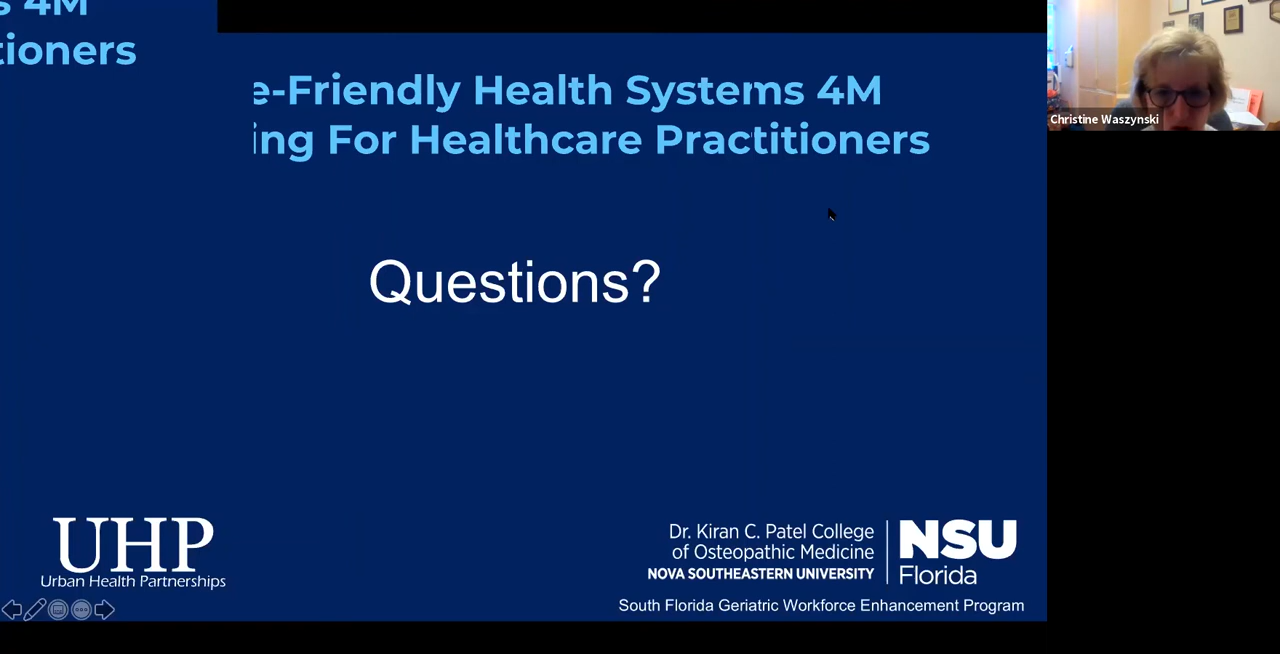 s 4M
tioners
e-Friendly Health Systems 4M
ing For Healthcare Practitioners
Christine Waszynski
Questions?
UHP
Urban Health Partnerships
Dr. Kiran C. Patel College
of Osteopathic Medicine
NOVA SOUTHEASTERN UNIVERSITY
NSU
Florida
South Florida Geriatric Workforce Enhancement Program